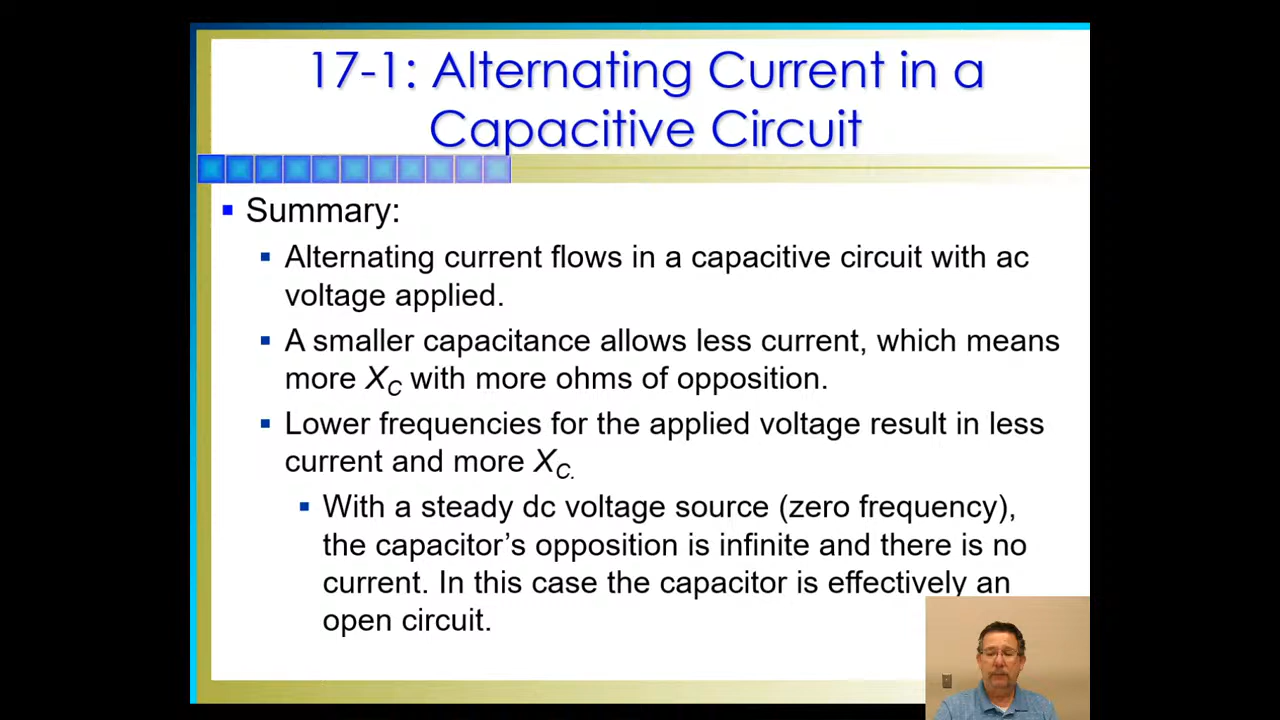 17-1: Alternating Current in a
Capacitive Circuit
Summary:
Alternating current flows in a capacitive circuit with ac
voltage applied.
A smaller capacitance allows less current, which means
more XC with more ohms of opposition.
Lower frequencies for the applied voltage result in less
current and more XC.
With a steady dc voltage source (zero frequency),
the capacitor’s opposition is infinite and there is no
current. In this case the capacitor is effectively an
open circuit.